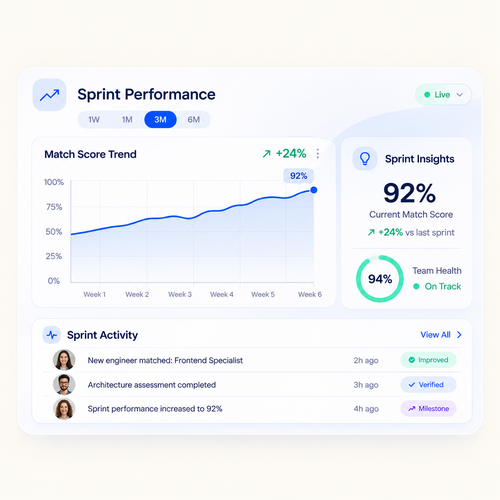 Sprint Performance
Live
1W 1M 3M 6M
Match Score Trend
+24%
92%
100%
75%
50%
25%
0%
Week 1 Week 2 Week 3 Week 4 Week 5 Week 6
Sprint Insights
92%
Current Match Score
+24% vs last sprint
94%
Team Health
On Track
Sprint Activity
View All
New engineer matched: Frontend Specialist 2h ago Improved
Architecture assessment completed 3h ago Verified
Sprint performance increased to 92% 4h ago Milestone